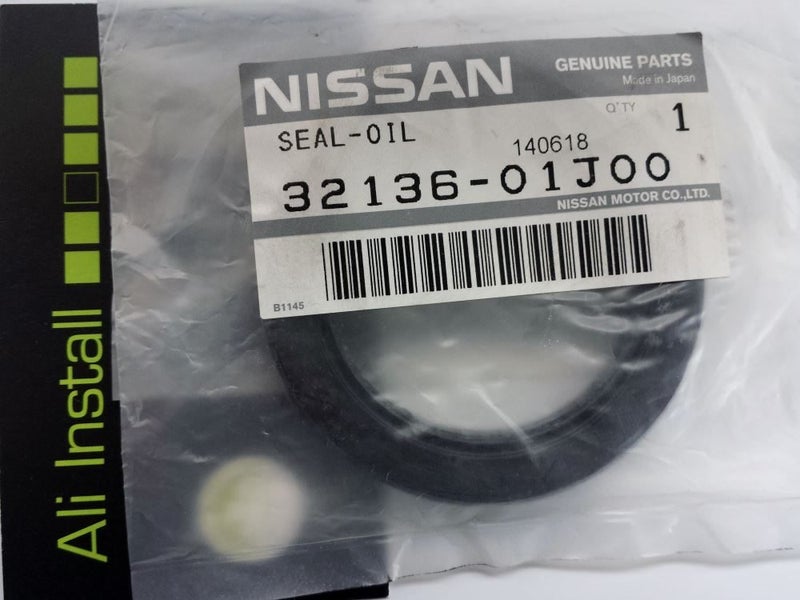 NISSAN
GENUINE PARTS
Made in Japan
SEAL-OIL
Q'TY
1
140618
32136-01J00
NISSAN MOTOR CO.,LTD.
B1145
Ali Install